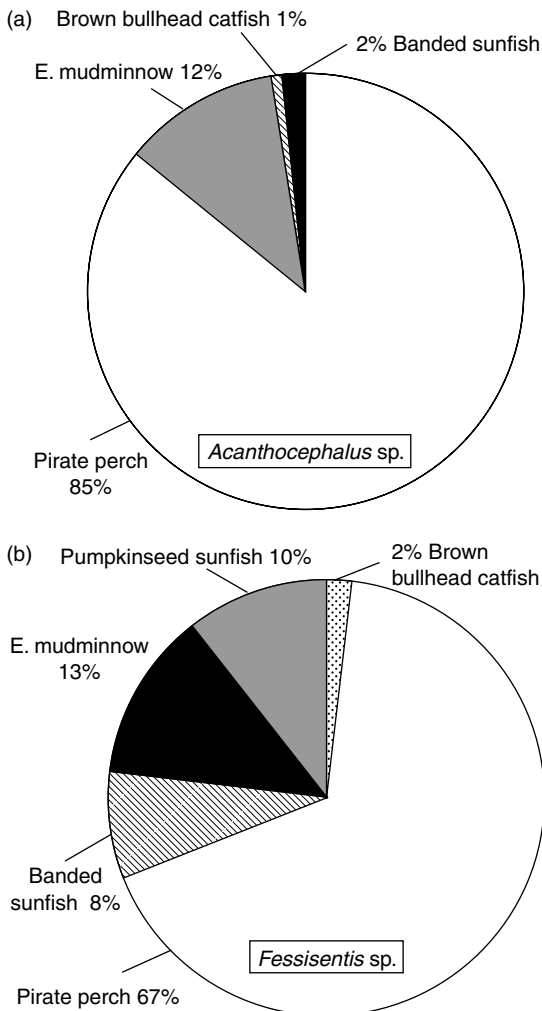 (a)
Brown bullhead catfish 1%
2% Banded sunfish
E. mudminnow 12%
Pirate perch
85%
Acanthocephalus sp.
(b)
Pumpkinseed sunfish 10%
2% Brown
bullhead catfish
E. mudminnow
13%
Banded
sunfish 8%
Fessisentis sp.
Pirate perch 67%